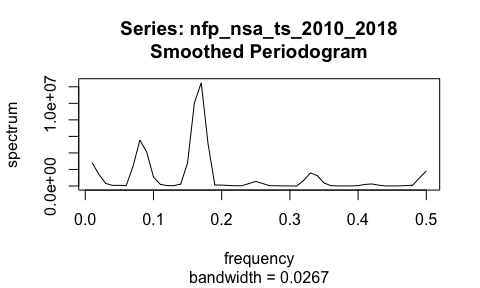 Series: nfp_nsa_ts_2010_2018
Smoothed Periodogram
spectrum
1.0e+07
0.0e+00
0.0 0.1 0.2 0.3 0.4 0.5
frequency
bandwidth = 0.0267